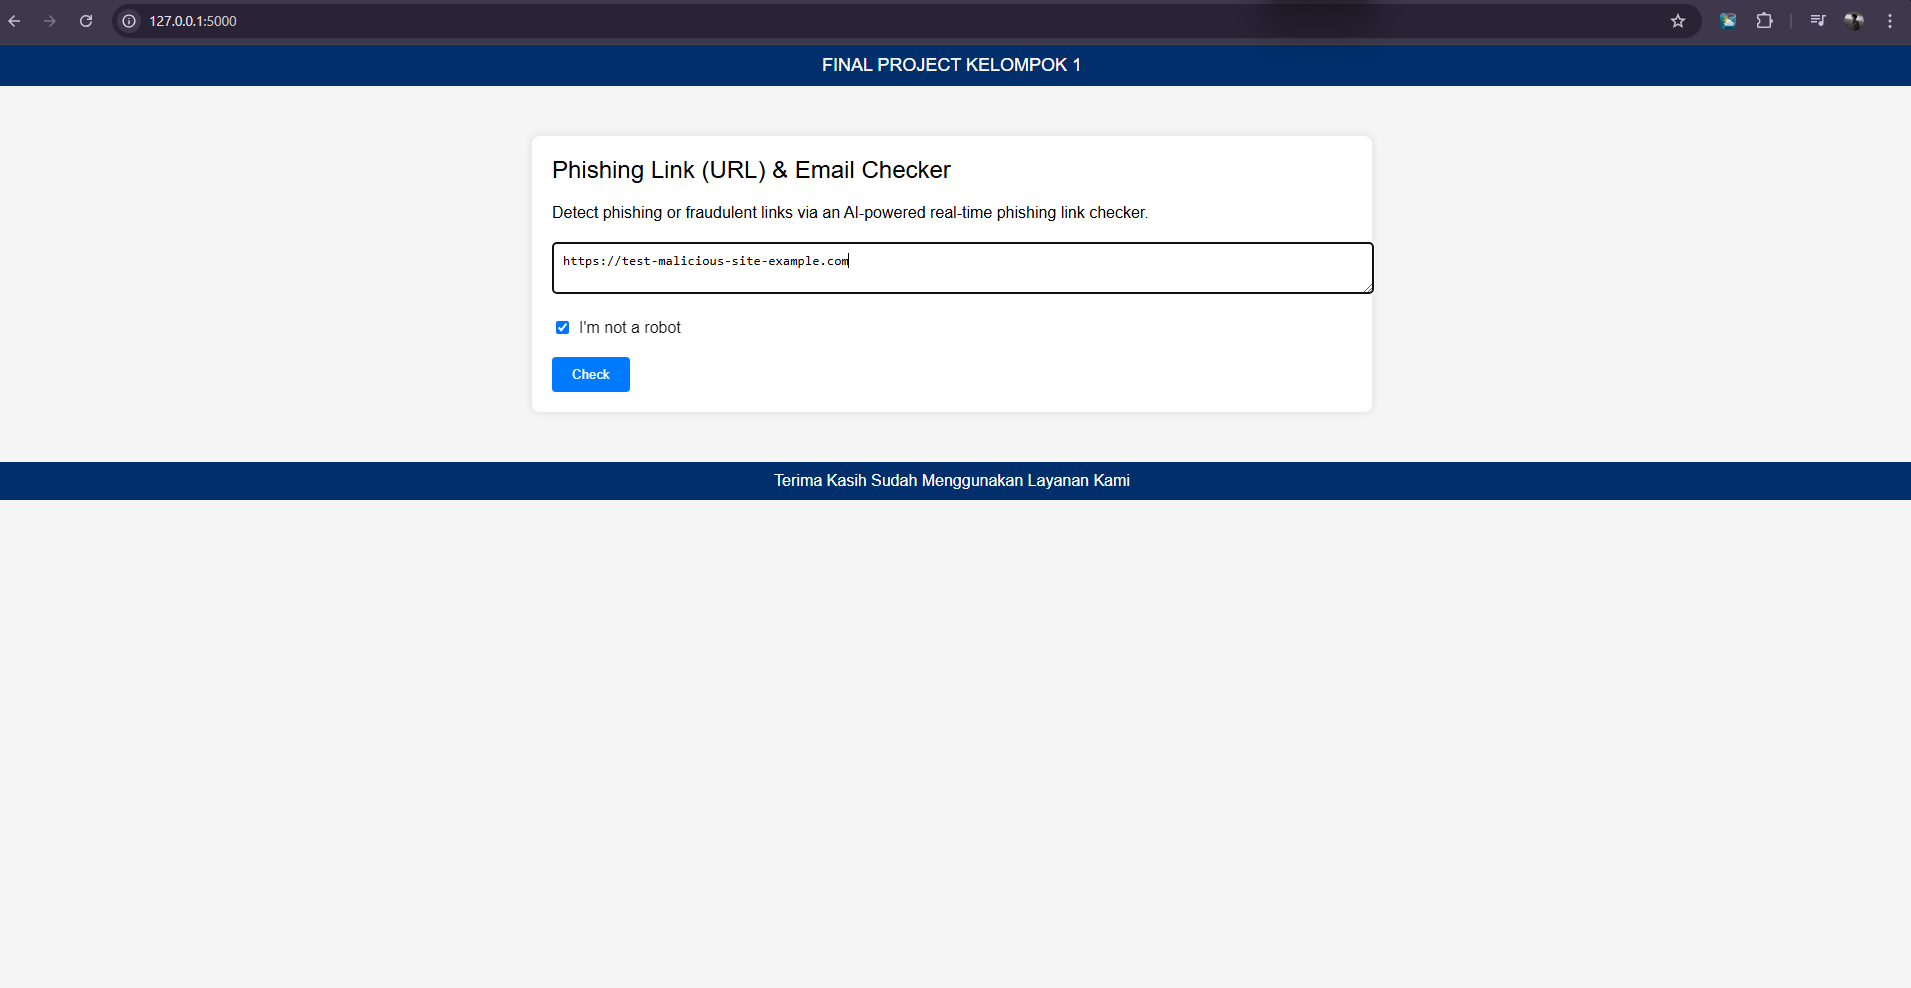 127.0.0.1:5000
FINAL PROJECT KELOMPOK 1
Phishing Link (URL) & Email Checker
Detect phishing or fraudulent links via an AI-powered real-time phishing link checker.
https://test-malicious-site-example.com
I'm not a robot
Check
Terima Kasih Sudah Menggunakan Layanan Kami